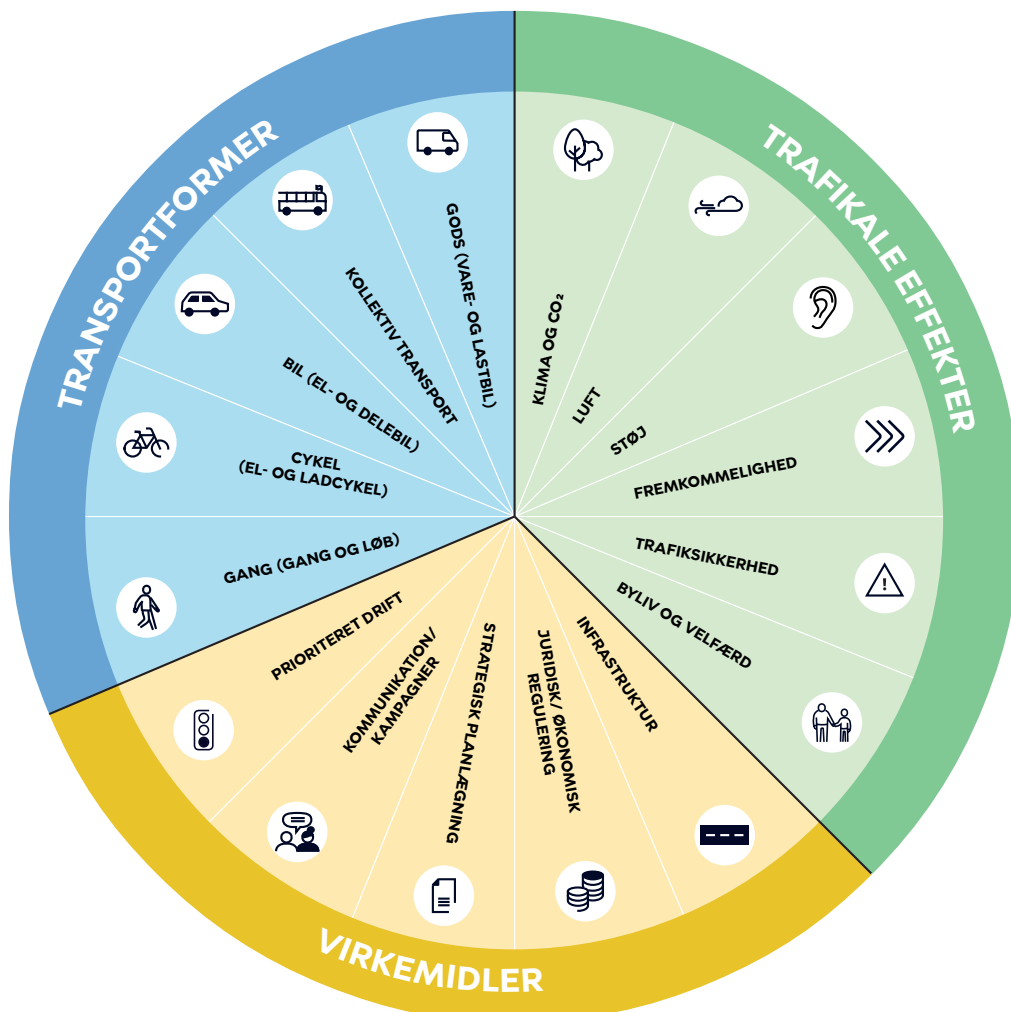 TRANSPORTFORMER
GODS (VARE- OG LASTBIL)
KOLLEKTIV TRANSPORT
BIL (EL- OG DELEBIL)
CYKEL
(EL- OG LADCYKEL)
GANG (GANG OG LØB)
TRAFIKALE EFFEKTER
KLIMA OG CO₂
LUFT
STØJ
FREMKOMMELIGHED
TRAFIKSIKKERHED
!
BYLIV OG VELFÆRD
VIRKEMIDLER
INFRASTRUKTUR
JURIDISK/ ØKONOMISK
REGULERING
STRATEGISK PLANLÆGNING
KOMMUNIKATION/
KAMPAGNER
PRIORITERET DRIFT